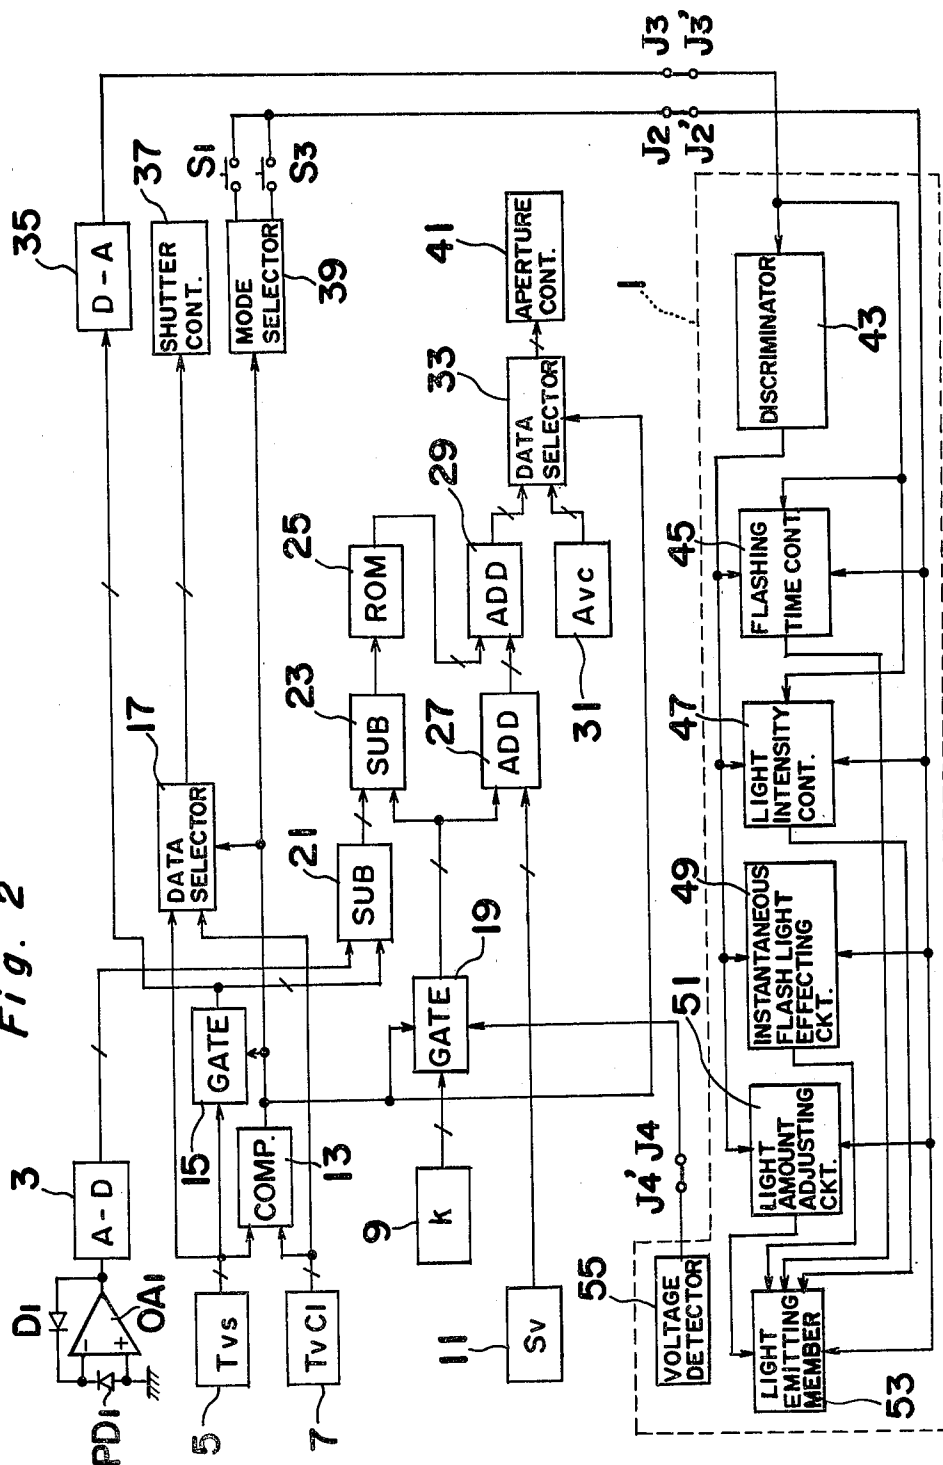 Fig. 2
PD1
D1
OA1
3
A-D
5
Tvs
7
TvC1
9
k
11
Sv
COMP.
13
15
GATE
17
DATA
SELECTOR
GATE
19
21
SUB
23
SUB
25
ROM
27
ADD
29
ADD
31
Avc
33
DATA
SELECTOR
35
D-A
37
SHUTTER
CONT.
39
MODE
SELECTOR
41
APERTURE
CONT.
S1
S3
J3
J3'
J2
J2'
J4'
J4
1
43
DISCRIMINATOR
45
FLASHING
TIME CONT.
47
LIGHT
INTENSITY
CONT.
49
INSTANTANEOUS
FLASH LIGHT
EFFECTING
CKT.
51
LIGHT
AMOUNT
ADJUSTING
CKT.
53
LIGHT
EMITTING
MEMBER
55
VOLTAGE
DETECTOR